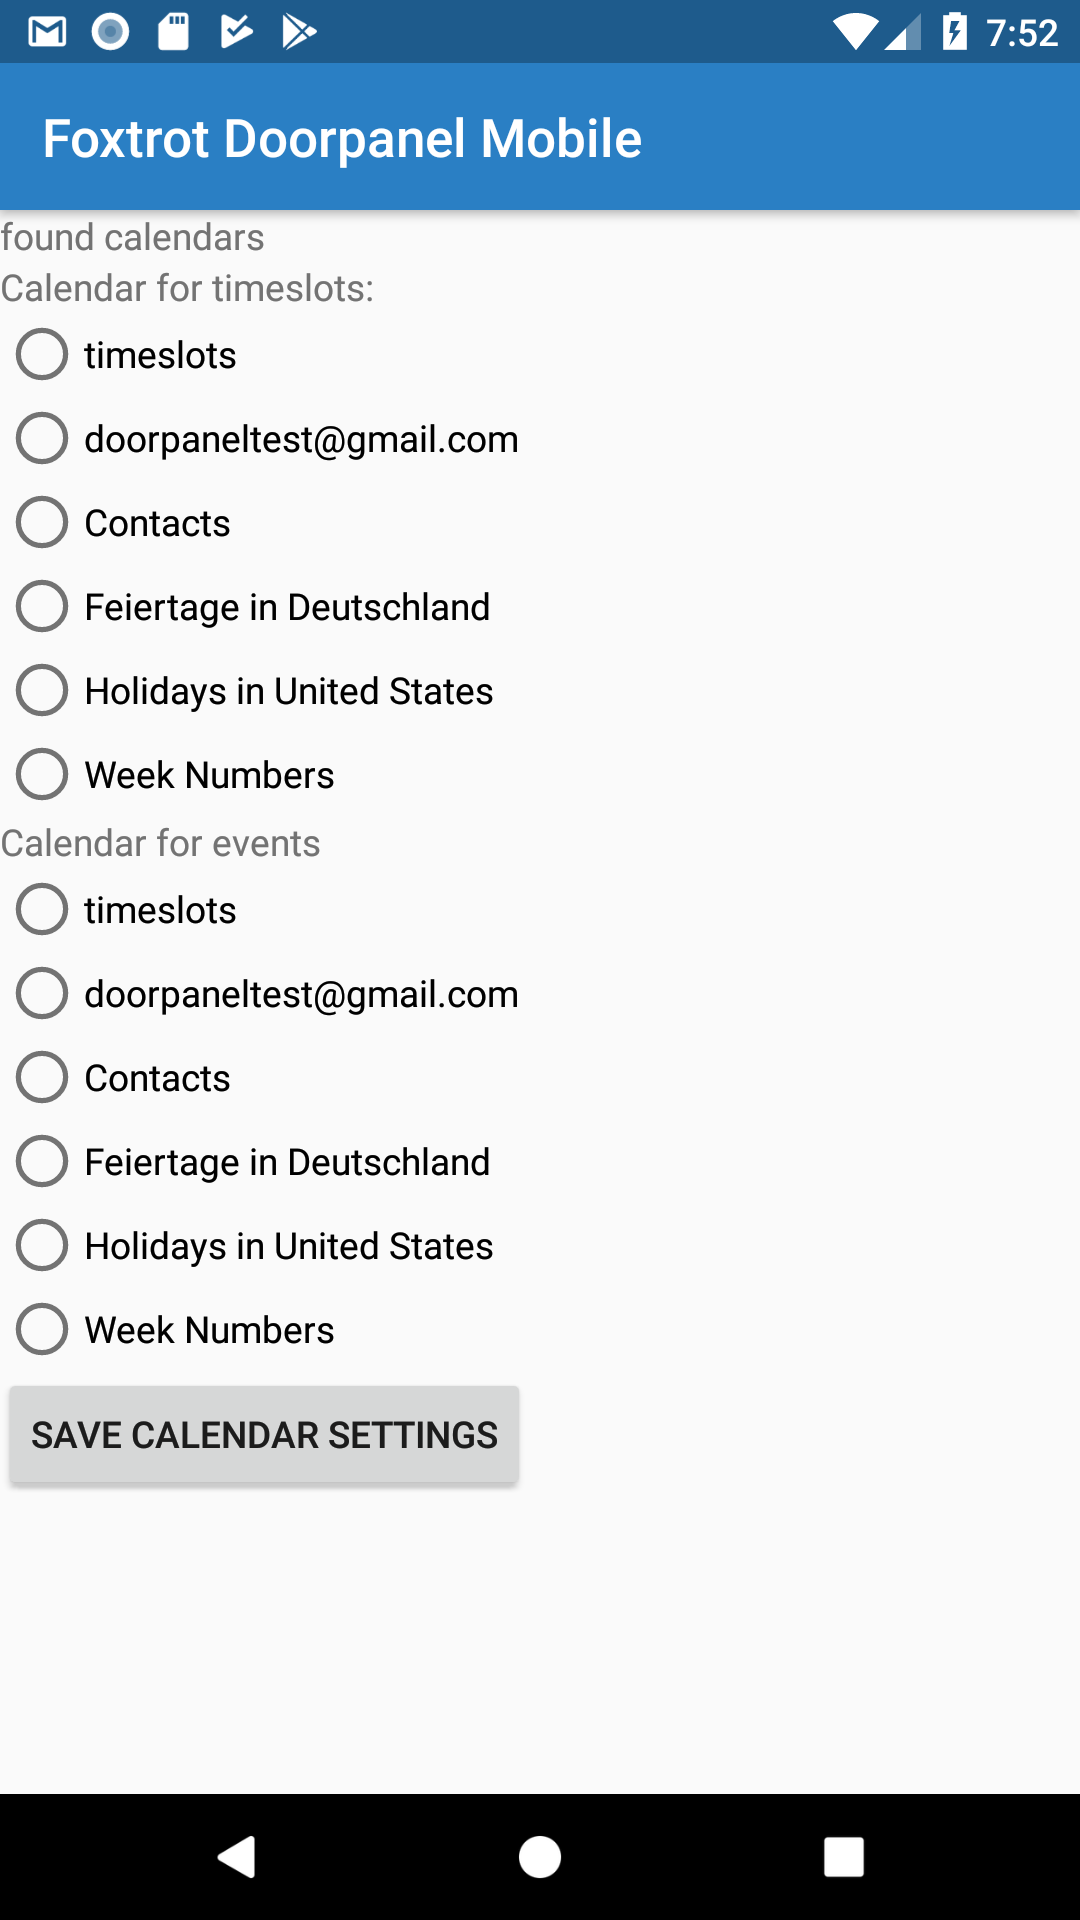 7:52
Foxtrot Doorpanel Mobile
found calendars
Calendar for timeslots:
timeslots
doorpaneltest@gmail.com
Contacts
Feiertage in Deutschland
Holidays in United States
Week Numbers
Calendar for events
timeslots
doorpaneltest@gmail.com
Contacts
Feiertage in Deutschland
Holidays in United States
Week Numbers
SAVE CALENDAR SETTINGS